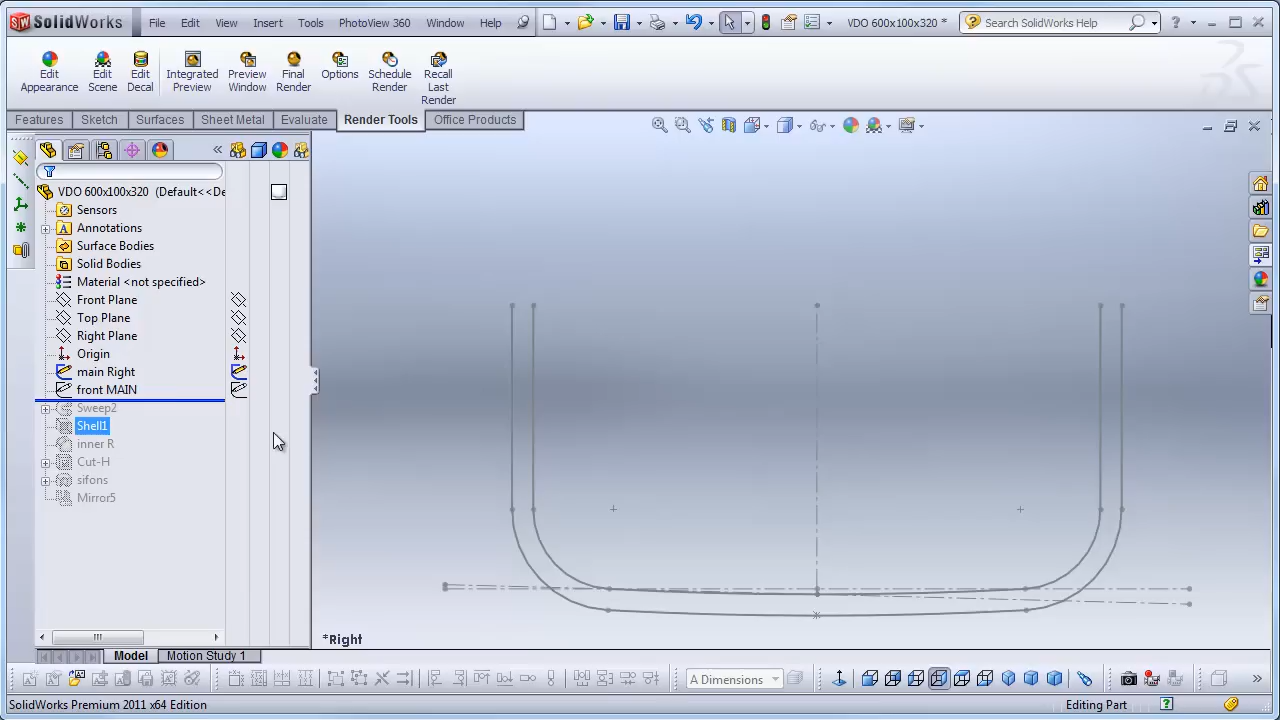 SolidWorks File Edit View Insert Tools PhotoView 360 Window Help VDO 600x100x320 * Search SolidWorks Help
Edit Appearance
Edit Scene
Edit Decal
Integrated Preview
Preview Window
Final Render
Options
Schedule Render
Recall Last Render
Features Sketch Surfaces Sheet Metal Evaluate Render Tools Office Products
VDO 600x100x320 (Default<<De
Sensors
Annotations
Surface Bodies
Solid Bodies
Material <not specified>
Front Plane
Top Plane
Right Plane
Origin
main Right
front MAIN
Sweep2
Shell1
inner R
Cut-H
sifons
Mirror5
*Right
Model Motion Study 1
A Dimensions
SolidWorks Premium 2011 x64 Edition Editing Part